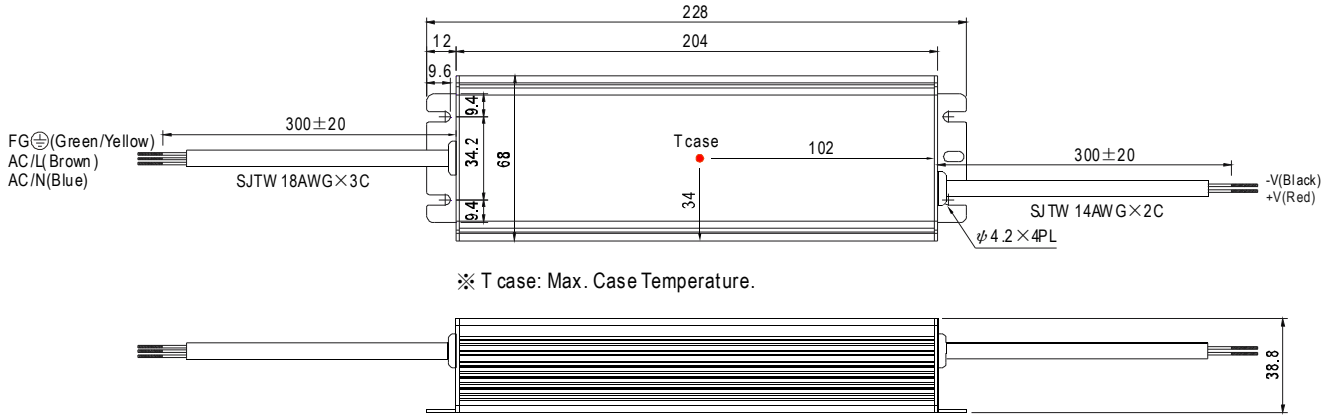 228
12
204
9.6
9.4
300±20
FG⏚(Green/Yellow)
AC/L(Brown)
AC/N(Blue)
SJTW 18AWG×3C
34.2
68
9.4
T case
102
34
300±20
-V(Black)
+V(Red)
SJTW 14AWG×2C
ψ4.2×4PL
※ T case: Max. Case Temperature.
38.8